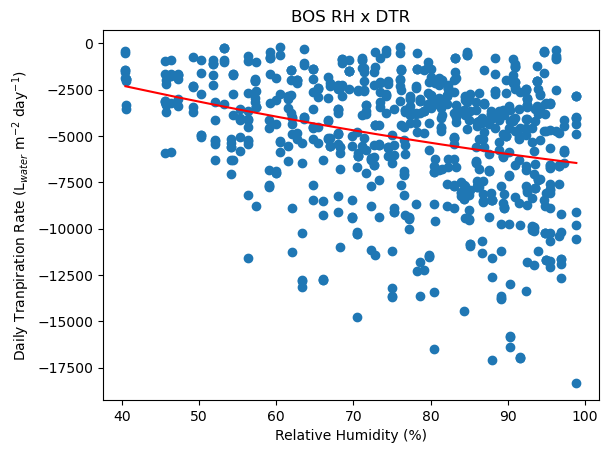 BOS RH x DTR
Daily Tranpiration Rate (L_water m⁻² day⁻¹)
0
−2500
−5000
−7500
−10000
−12500
−15000
−17500
40 50 60 70 80 90 100
Relative Humidity (%)